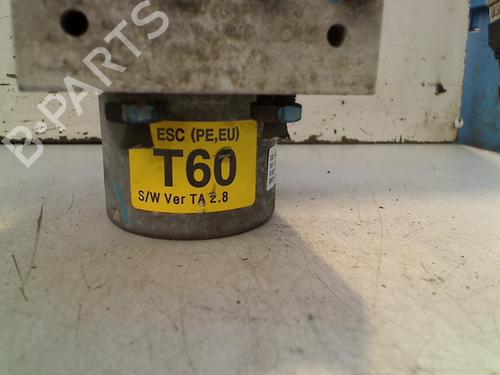 B-PARTS
ESC (PE,EU)
T60
S/W Ver TA 2.8